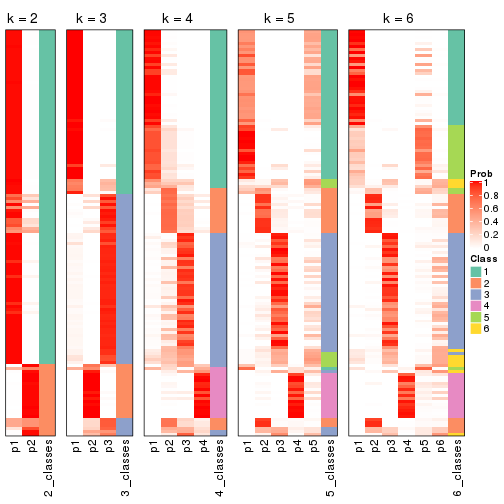 k = 2
k = 3
k = 4
k = 5
k = 6
Prob
1
0.8
0.6
0.4
0.2
0
Class
1
2
3
4
5
6
p1
p2
2_classes
p1
p2
p3
3_classes
p1
p2
p3
p4
4_classes
p1
p2
p3
p4
p5
5_classes
p1
p2
p3
p4
p5
p6
6_classes